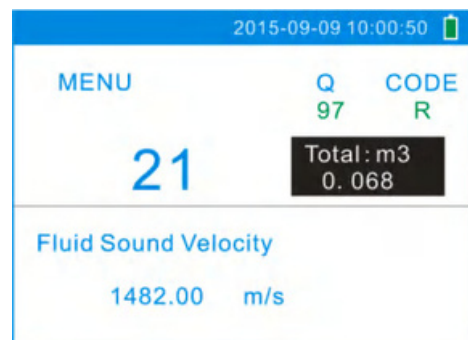 2015-09-09 10:00:50
MENU Q CODE
97 R
21
Total: m3
0.068
Fluid Sound Velocity
1482.00 m/s